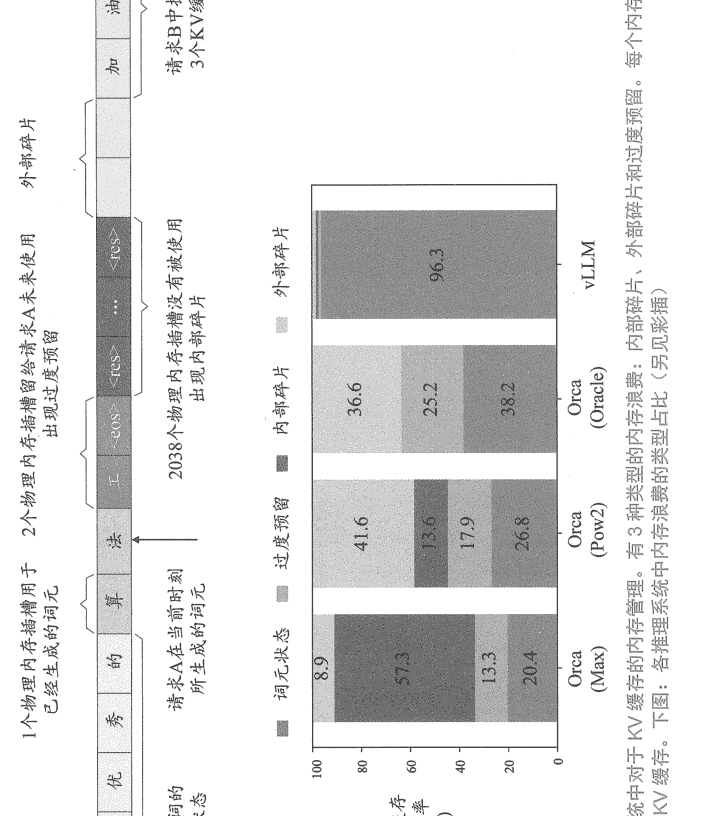 1个物理内存插槽用于
已经生成的词元
2个物理内存插槽留给请求A未来使用
出现过度预留
外部碎片
优 秀 的 算 法 工 <eos> <res> … <res> 加 油
词的
状态
请求A在当前时刻
所生成的词元
2038个物理内存插槽没有被使用
出现内部碎片
请求B中
3个KV缓
词元状态 过度预留 内部碎片 外部碎片
100
80
60
40
20
0
8.9
57.3
13.3
20.4
41.6
13.6
17.9
26.8
36.6
25.2
38.2
96.3
Orca
(Max)
Orca
(Pow2)
Orca
(Oracle)
vLLM
统中对于 KV 缓存的内存管理。有 3 种类型的内存浪费：内部碎片、外部碎片和过度预留。每个内存
KV 缓存。下图：各推理系统中内存浪费的类型占比（另见彩插）